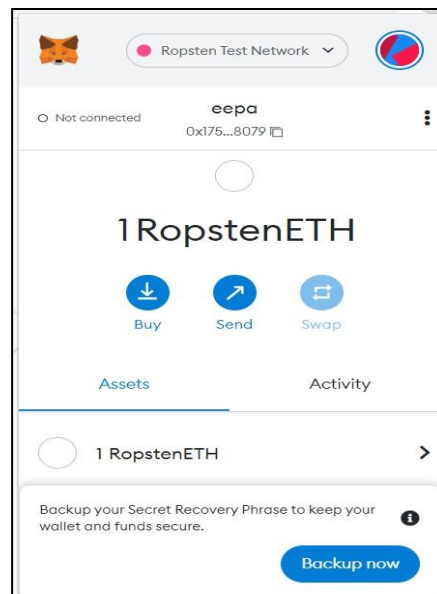 Ropsten Test Network
Not connected
eepa
0x175...8079
1 RopstenETH
Buy Send Swap
Assets Activity
1 RopstenETH
Backup your Secret Recovery Phrase to keep your
wallet and funds secure.
Backup now